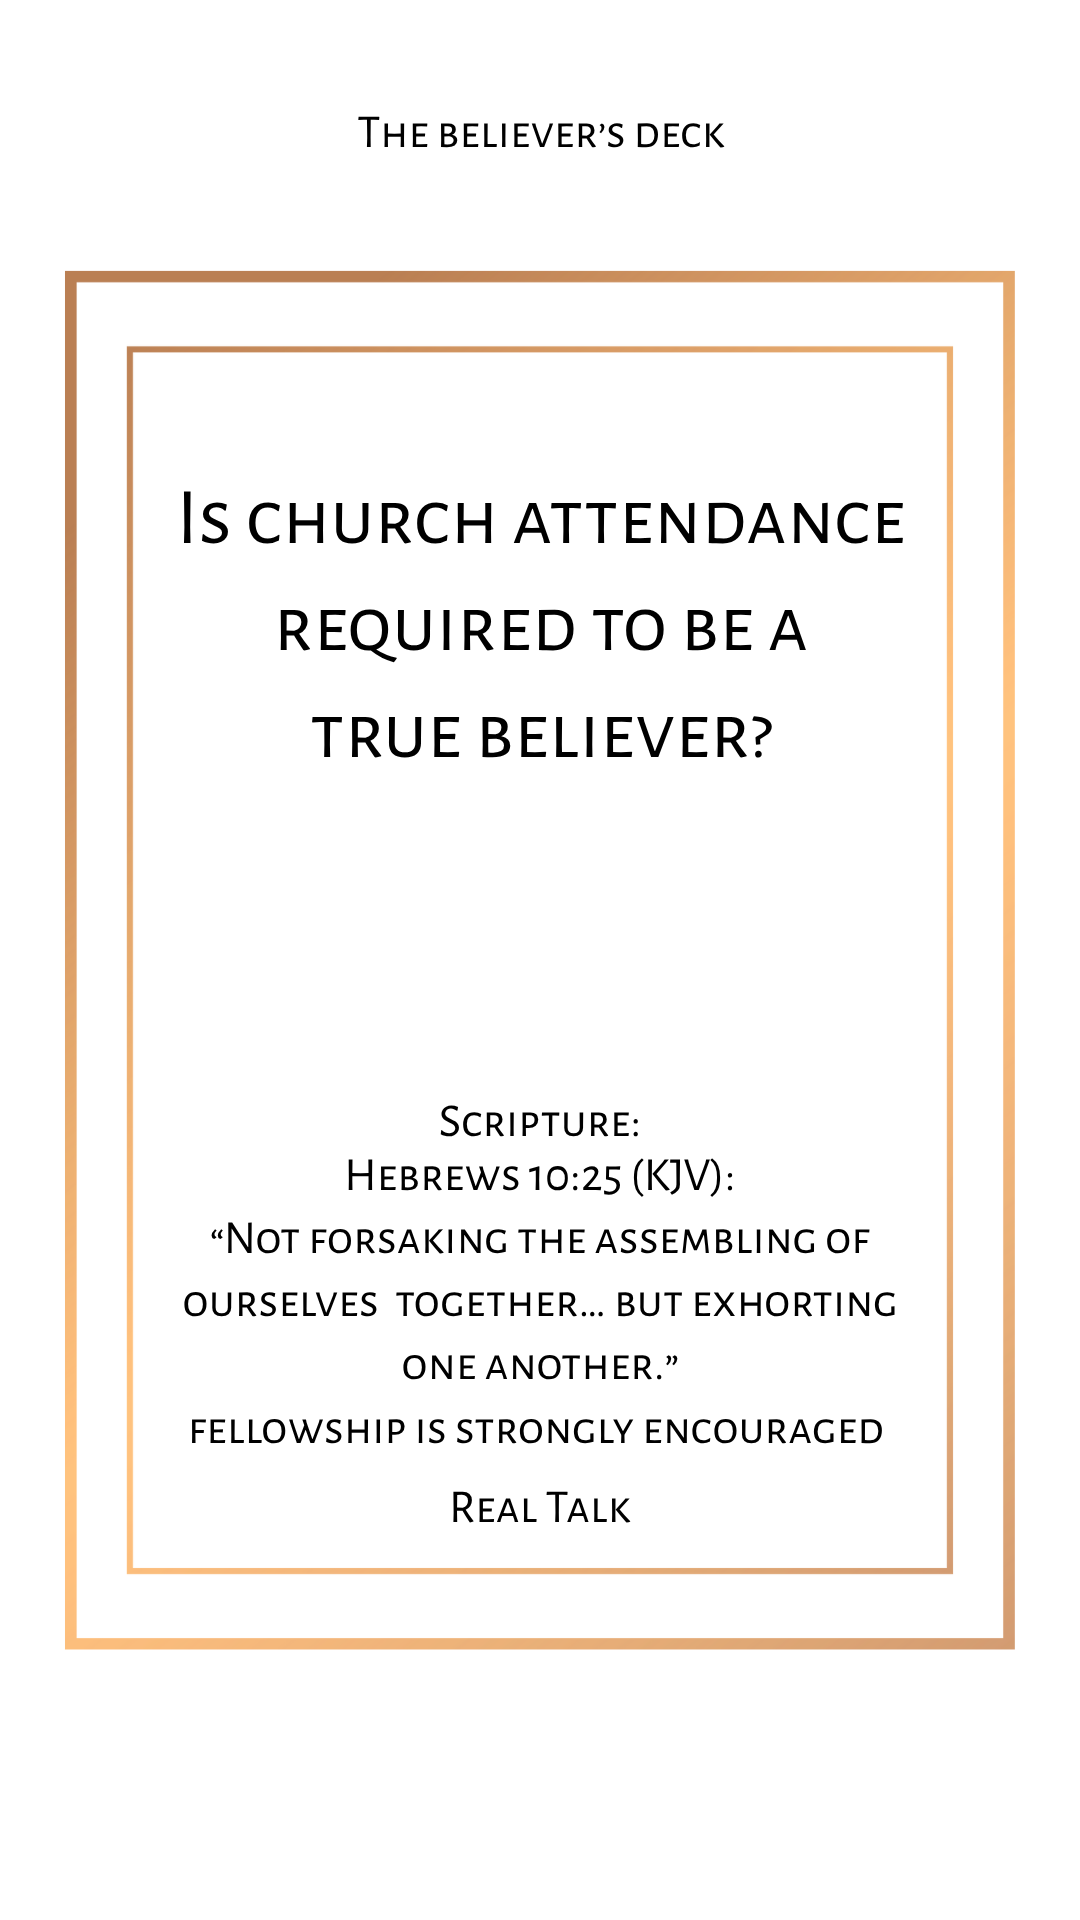 The believer’s deck
Is church attendance
required to be a
true believer?
Scripture:
Hebrews 10:25 (KJV):
“Not forsaking the assembling of
ourselves  together… but exhorting
one another.”
fellowship is strongly encouraged
Real Talk